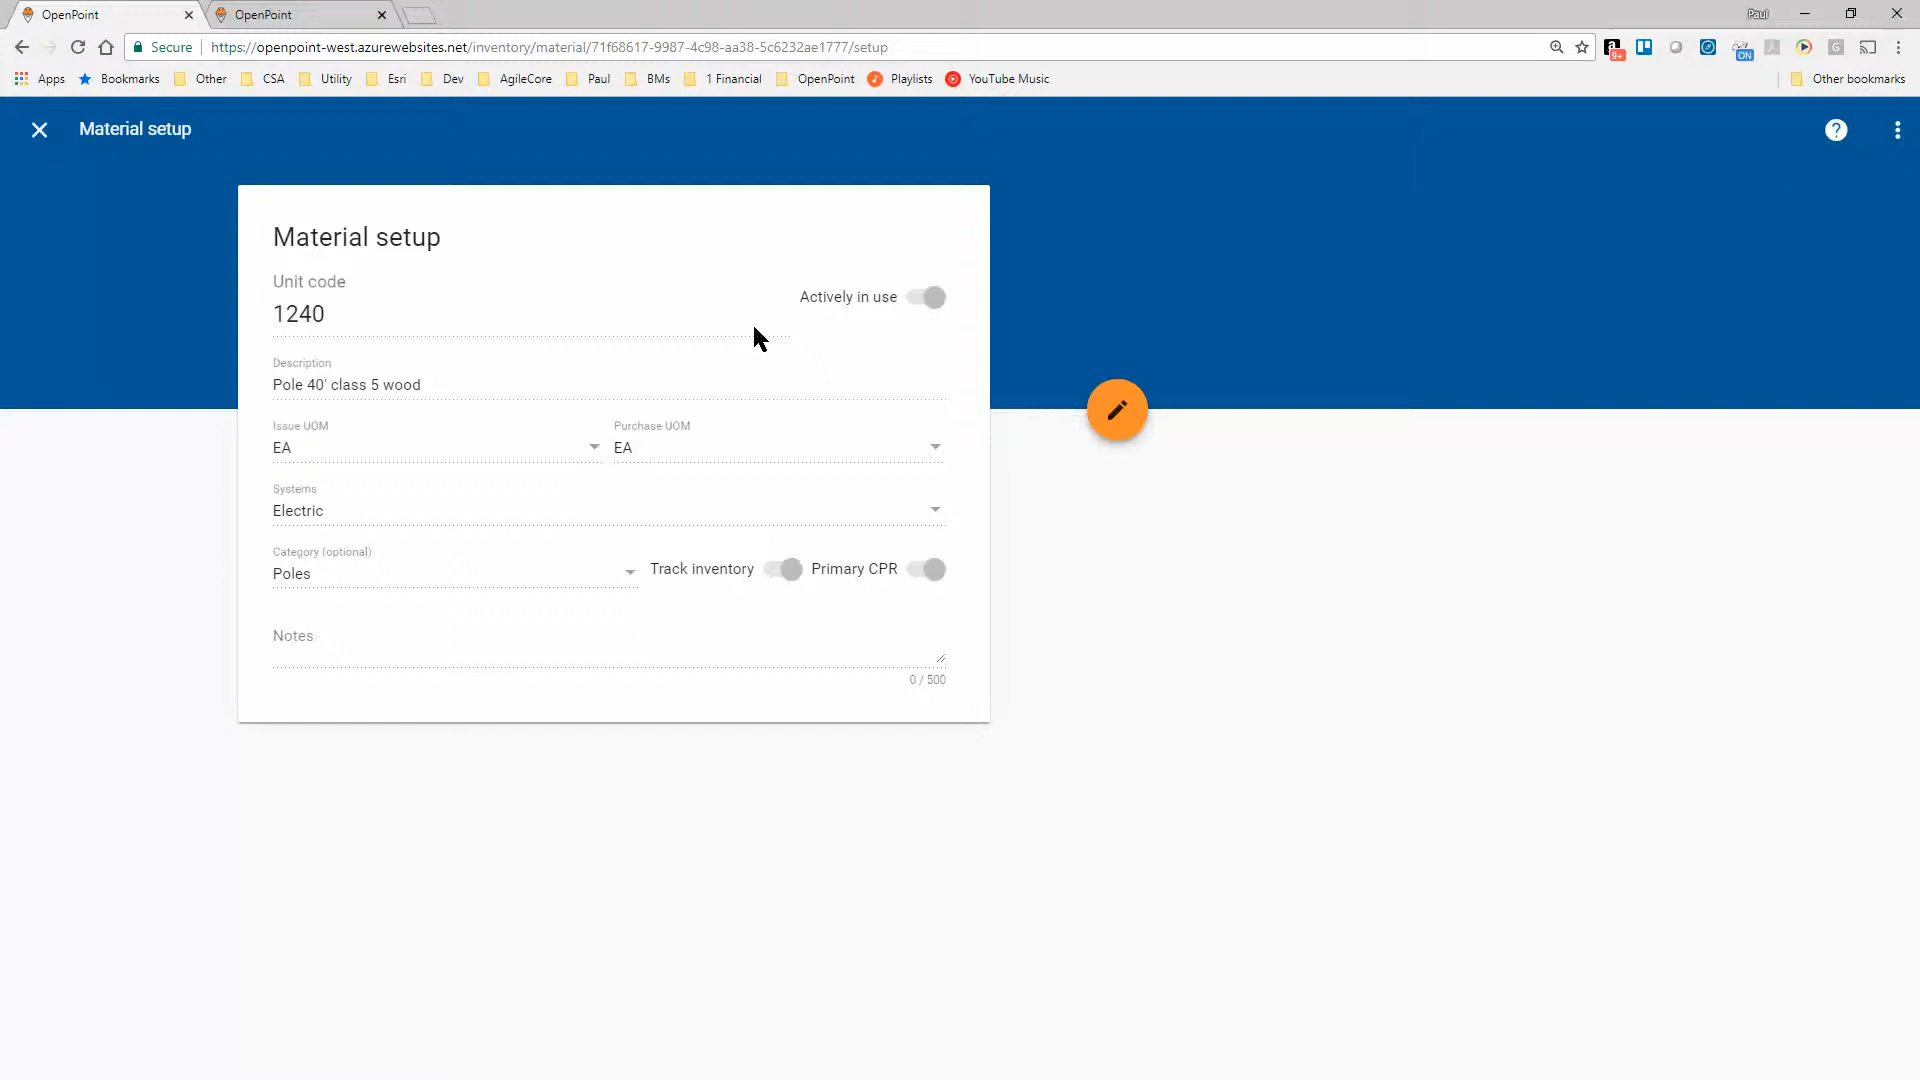 OpenPoint OpenPoint Paul
Secure https://openpoint-west.azurewebsites.net/inventory/material/71f68617-9987-4c98-aa38-5c6232ae1777/setup 9+ ON G
Apps Bookmarks Other CSA Utility Esri Dev AgileCore Paul BMs 1 Financial OpenPoint Playlists YouTube Music Other bookmarks
Material setup ?
Material setup
Unit code
1240
Actively in use
Description
Pole 40' class 5 wood
Issue UOM Purchase UOM
EA EA
Systems
Electric
Category (optional)
Poles
Track inventory Primary CPR
Notes
0 / 500